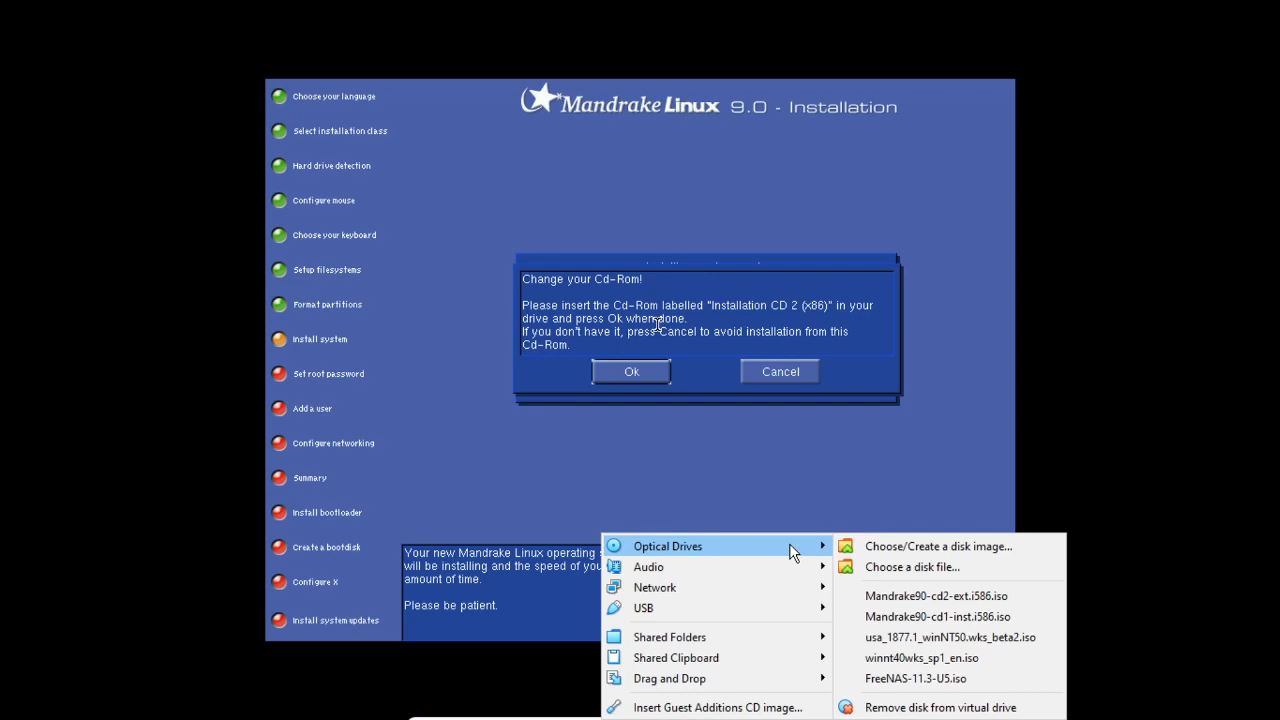 Mandrake Linux 9.0 - Installation
Choose your language
Select installation class
Hard drive detection
Configure mouse
Choose your keyboard
Setup filesystems
Format partitions
Install system
Set root password
Add a user
Configure networking
Summary
Install bootloader
Create a bootdisk
Configure X
Install system updates
Change your Cd-Rom!
Please insert the Cd-Rom labelled "Installation CD 2 (x86)" in your
drive and press Ok when done.
If you don't have it, press Cancel to avoid installation from this
Cd-Rom.
Ok
Cancel
Your new Mandrake Linux operating
will be installing and the speed of you
amount of time.
Please be patient.
Optical Drives
Audio
Network
USB
Shared Folders
Shared Clipboard
Drag and Drop
Insert Guest Additions CD image...
Choose/Create a disk image...
Choose a disk file...
Mandrake90-cd2-ext.i586.iso
Mandrake90-cd1-inst.i586.iso
usa_1877.1_winNT50.wks_beta2.iso
winnt40wks_sp1_en.iso
FreeNAS-11.3-U5.iso
Remove disk from virtual drive